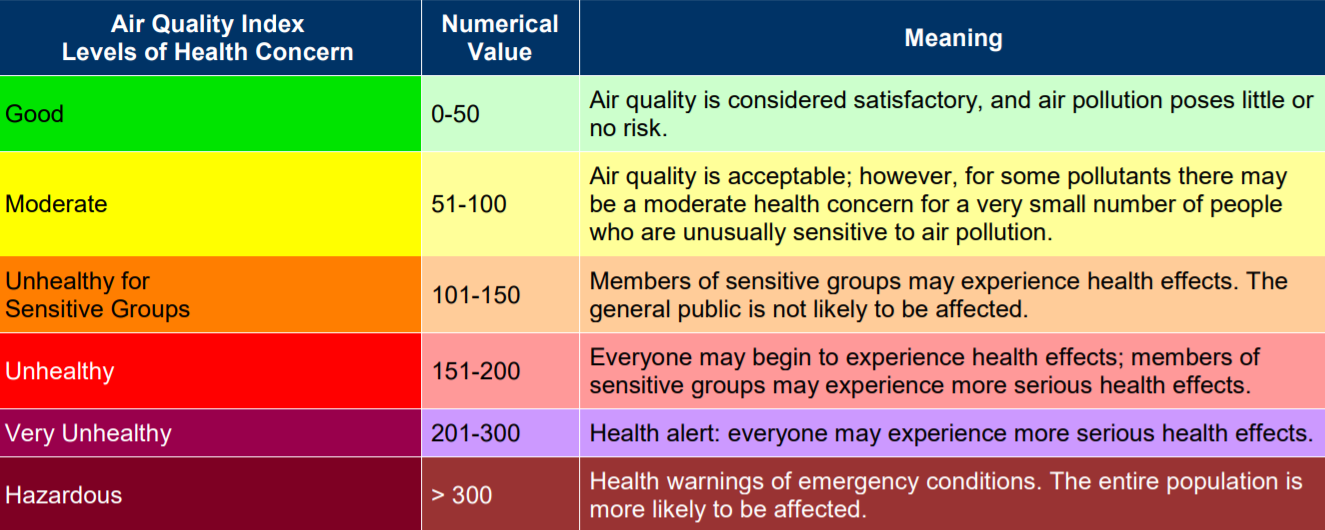 Air Quality Index
Levels of Health Concern
Numerical
Value
Meaning
Good
0-50
Air quality is considered satisfactory, and air pollution poses little or
no risk.
Moderate
51-100
Air quality is acceptable; however, for some pollutants there may
be a moderate health concern for a very small number of people
who are unusually sensitive to air pollution.
Unhealthy for
Sensitive Groups
101-150
Members of sensitive groups may experience health effects. The
general public is not likely to be affected.
Unhealthy
151-200
Everyone may begin to experience health effects; members of
sensitive groups may experience more serious health effects.
Very Unhealthy
201-300
Health alert: everyone may experience more serious health effects.
Hazardous
> 300
Health warnings of emergency conditions. The entire population is
more likely to be affected.